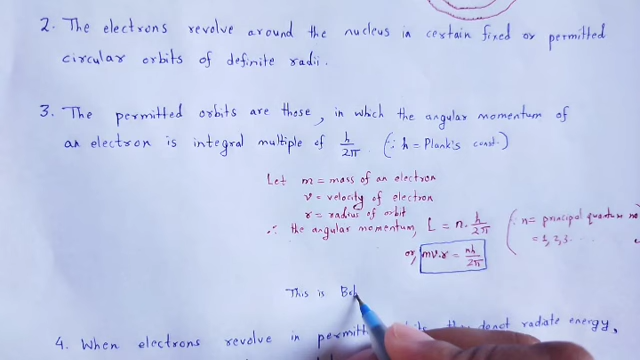 2. The electrons revolve around the nucleus in certain fixed or permitted
circular orbits of definite radii.
3. The permitted orbits are those, in which the angular momentum of
an electron is integral multiple of h/2π. (∵ h = Plank's const.)
Let m = mass of an electron
v = velocity of electron
r = radius of orbit
∴ the angular momentum, L = n. h/2π (∵ n = principal quantum no
= 1, 2, 3 . . . .
or, mv.r = nh/2π
This is Boh
4. When electrons revolve in donot radiate energy,